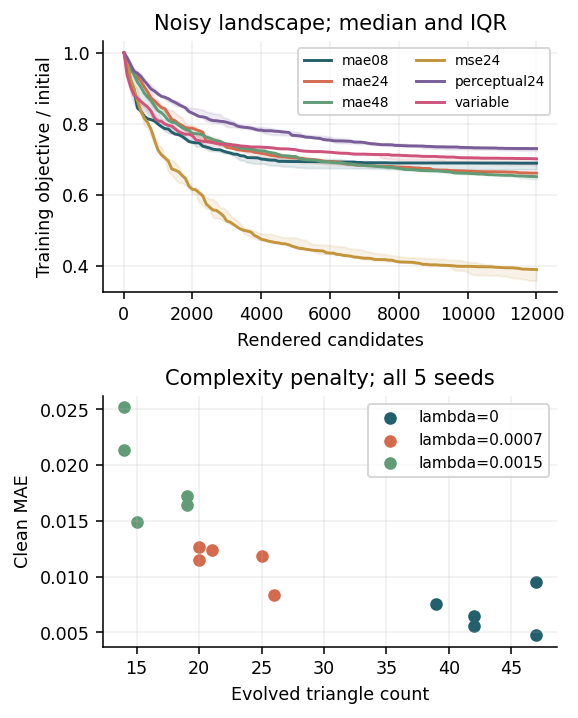 Noisy landscape; median and IQR
Training objective / initial
1.0
0.8
0.6
0.4
mae08
mae24
mae48
mse24
perceptual24
variable
0 2000 4000 6000 8000 10000 12000
Rendered candidates
Complexity penalty; all 5 seeds
Clean MAE
0.025
0.020
0.015
0.010
0.005
lambda=0
lambda=0.0007
lambda=0.0015
15 20 25 30 35 40 45
Evolved triangle count